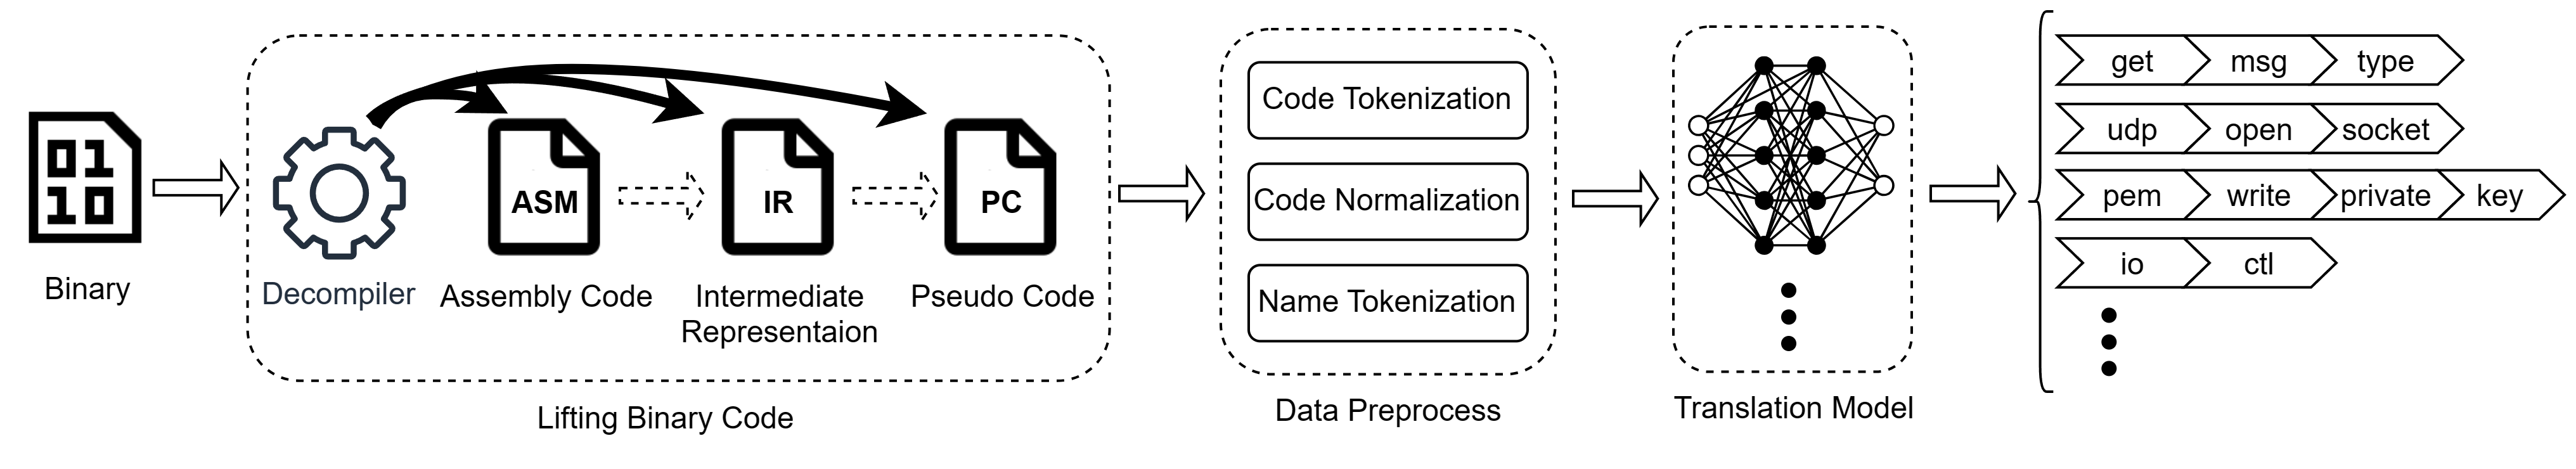 01
10
Binary
Decompiler
ASM
Assembly Code
IR
Intermediate
Representaion
PC
Pseudo Code
Lifting Binary Code
Code Tokenization
Code Normalization
Name Tokenization
Data Preprocess
Translation Model
get msg type
udp open socket
pem write private key
io ctl